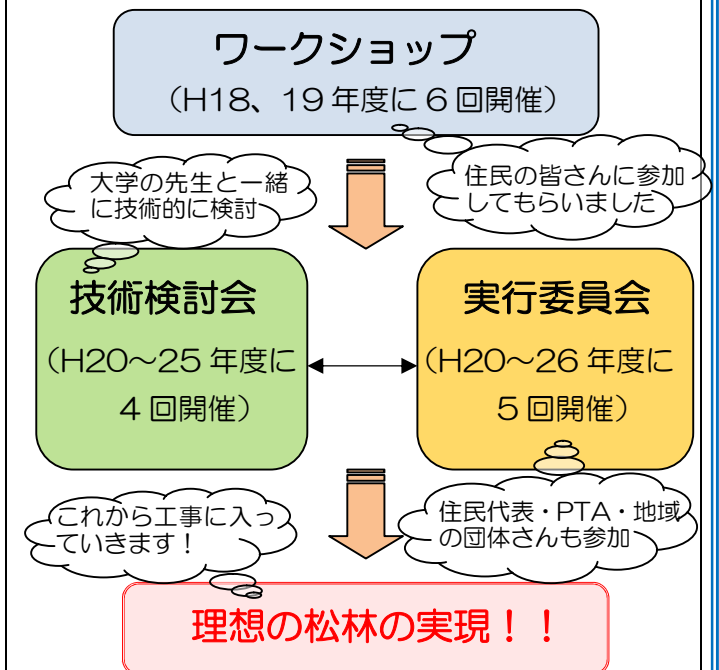 ワークショップ
（H18、19年度に6回開催）
大学の先生と一緒
に技術的に検討
住民の皆さんに参加
してもらいました
技術検討会
（H20～25年度に
4回開催）
実行委員会
（H20～26年度に
5回開催）
これから工事に入っ
ていきます！
住民代表・PTA・地域
の団体さんも参加
理想の松林の実現！！